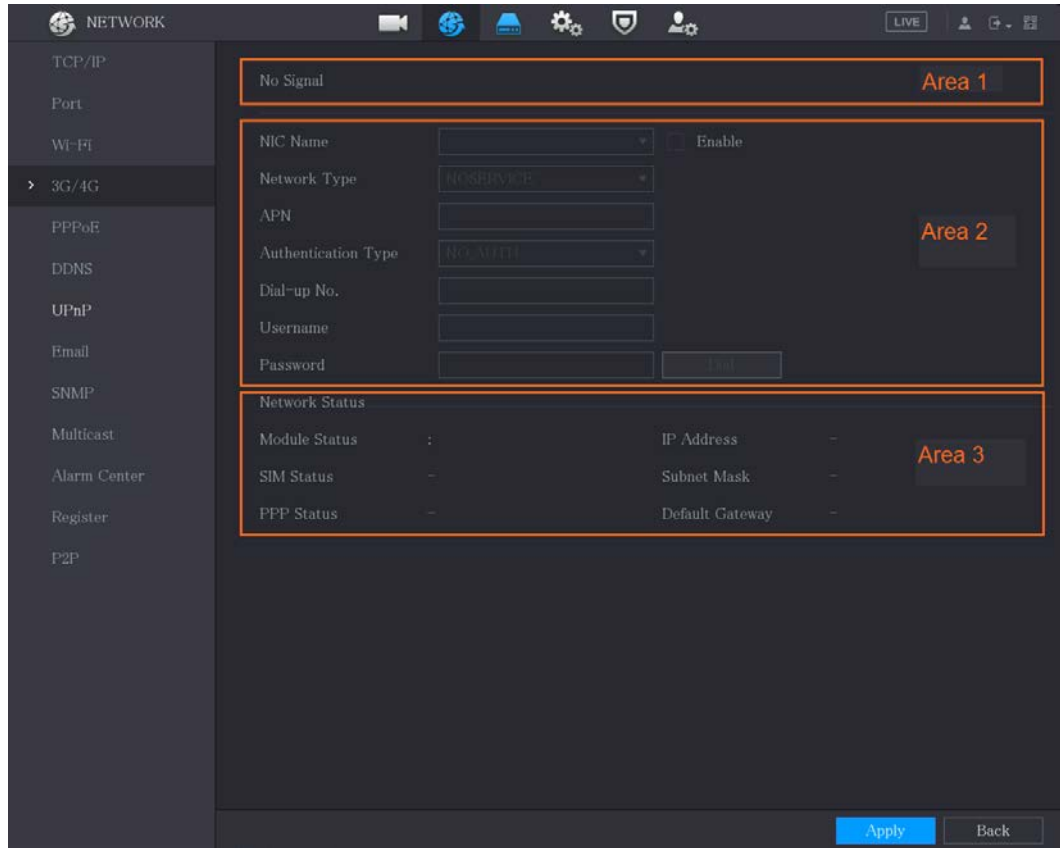 NETWORK
LIVE
TCP/IP
Port
Wi-Fi
3G/4G
PPPoE
DDNS
UPnP
Email
SNMP
Multicast
Alarm Center
Register
P2P
No Signal
Area 1
NIC Name
Enable
Network Type NOSERVICE
APN
Area 2
Authentication Type NO_AUTH
Dial-up No.
Username
Password Dial
Network Status
Module Status : IP Address -
Area 3
SIM Status - Subnet Mask -
PPP Status - Default Gateway -
Apply Back